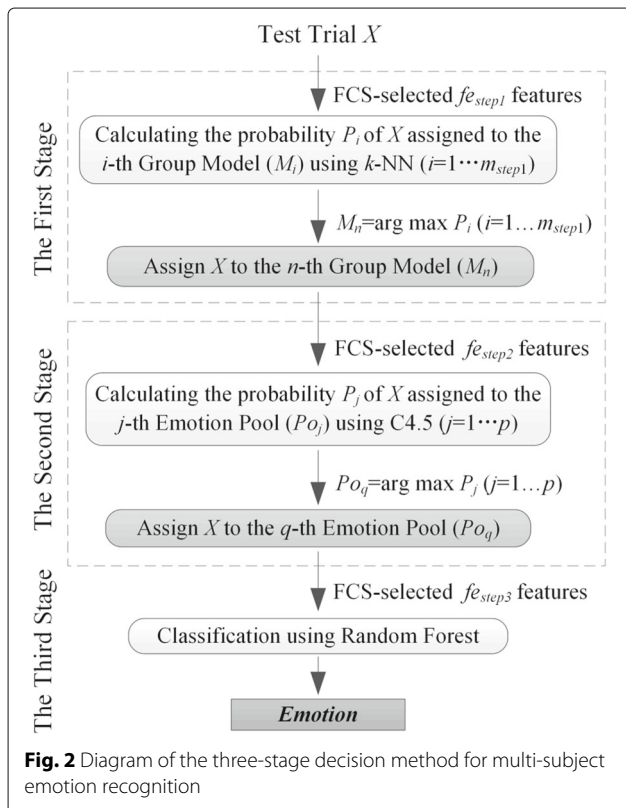 Test Trial X
The First Stage
FCS-selected fe_step1 features
Calculating the probability P_i of X assigned to the
i-th Group Model (M_i) using k-NN (i=1⋯m_step1)
M_n=arg max P_i (i=1…m_step1)
Assign X to the n-th Group Model (M_n)
The Second Stage
FCS-selected fe_step2 features
Calculating the probability P_j of X assigned to the
j-th Emotion Pool (Po_j) using C4.5 (j=1⋯p)
Po_q=arg max P_j (j=1…p)
Assign X to the q-th Emotion Pool (Po_q)
The Third Stage
FCS-selected fe_step3 features
Classification using Random Forest
Emotion
Fig. 2 Diagram of the three-stage decision method for multi-subject
emotion recognition